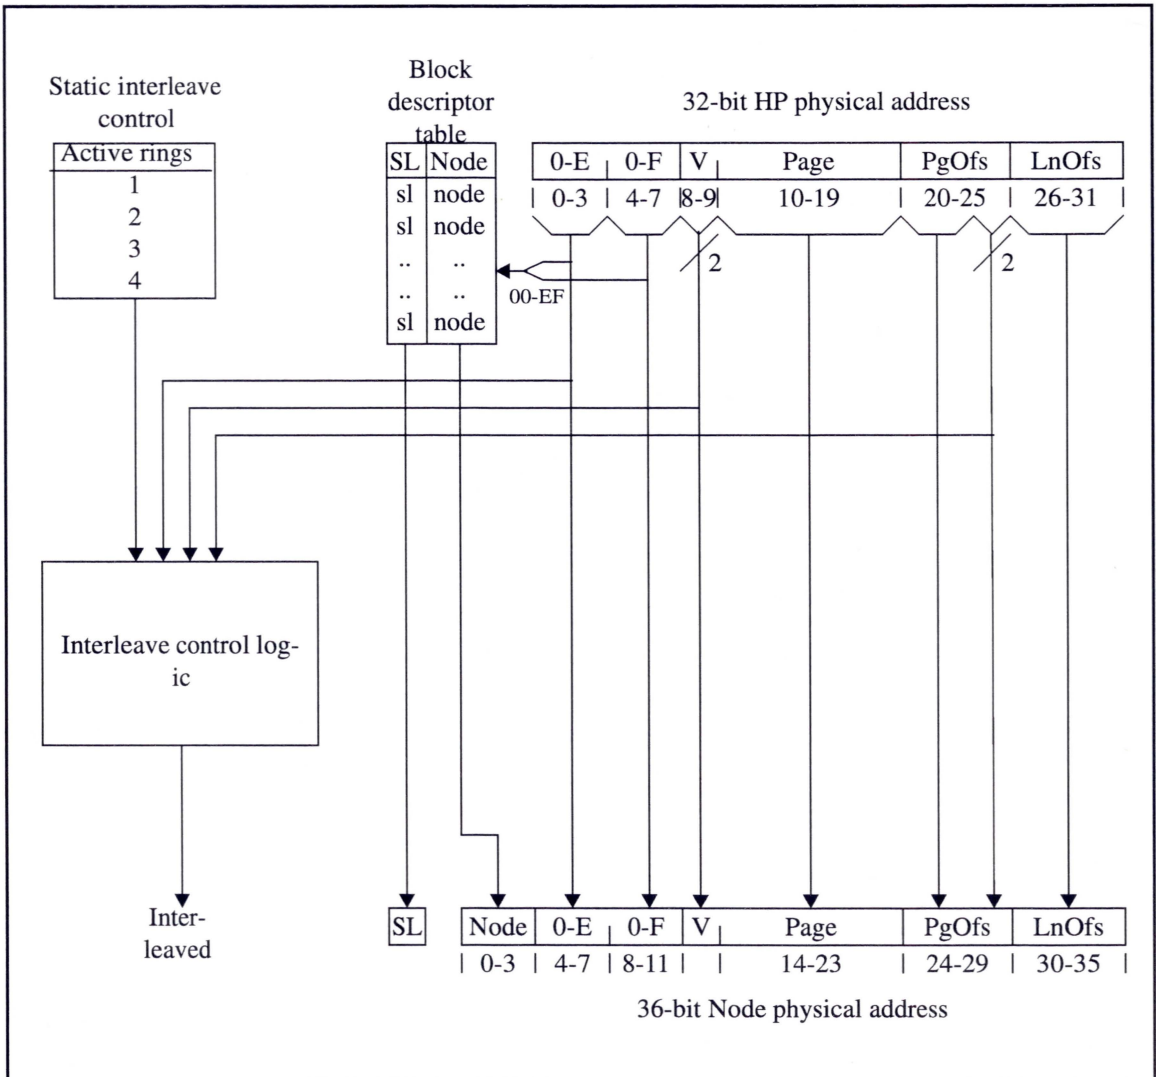 Static interleave
control
Active rings
1
2
3
4
Block
descriptor
table
SL Node
sl node
sl node
.. ..
.. ..
sl node
00-EF
32-bit HP physical address
0-E 0-F V Page PgOfs LnOfs
0-3 4-7 8-9 10-19 20-25 26-31
2 2
Interleave control log-
ic
Inter-
leaved
SL
Node 0-E 0-F V Page PgOfs LnOfs
0-3 4-7 8-11 14-23 24-29 30-35
36-bit Node physical address